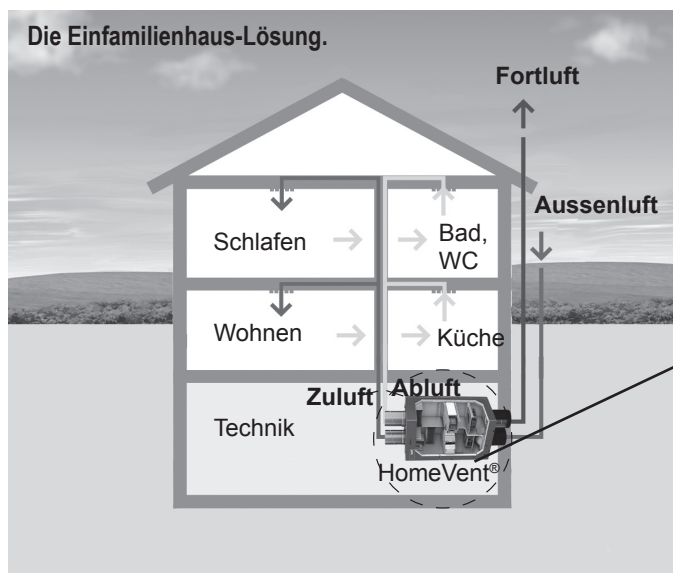 Die Einfamilienhaus-Lösung.
Fortluft
Aussenluft
Schlafen
Bad,
WC
Wohnen
Küche
Zuluft
Abluft
Technik
HomeVent®